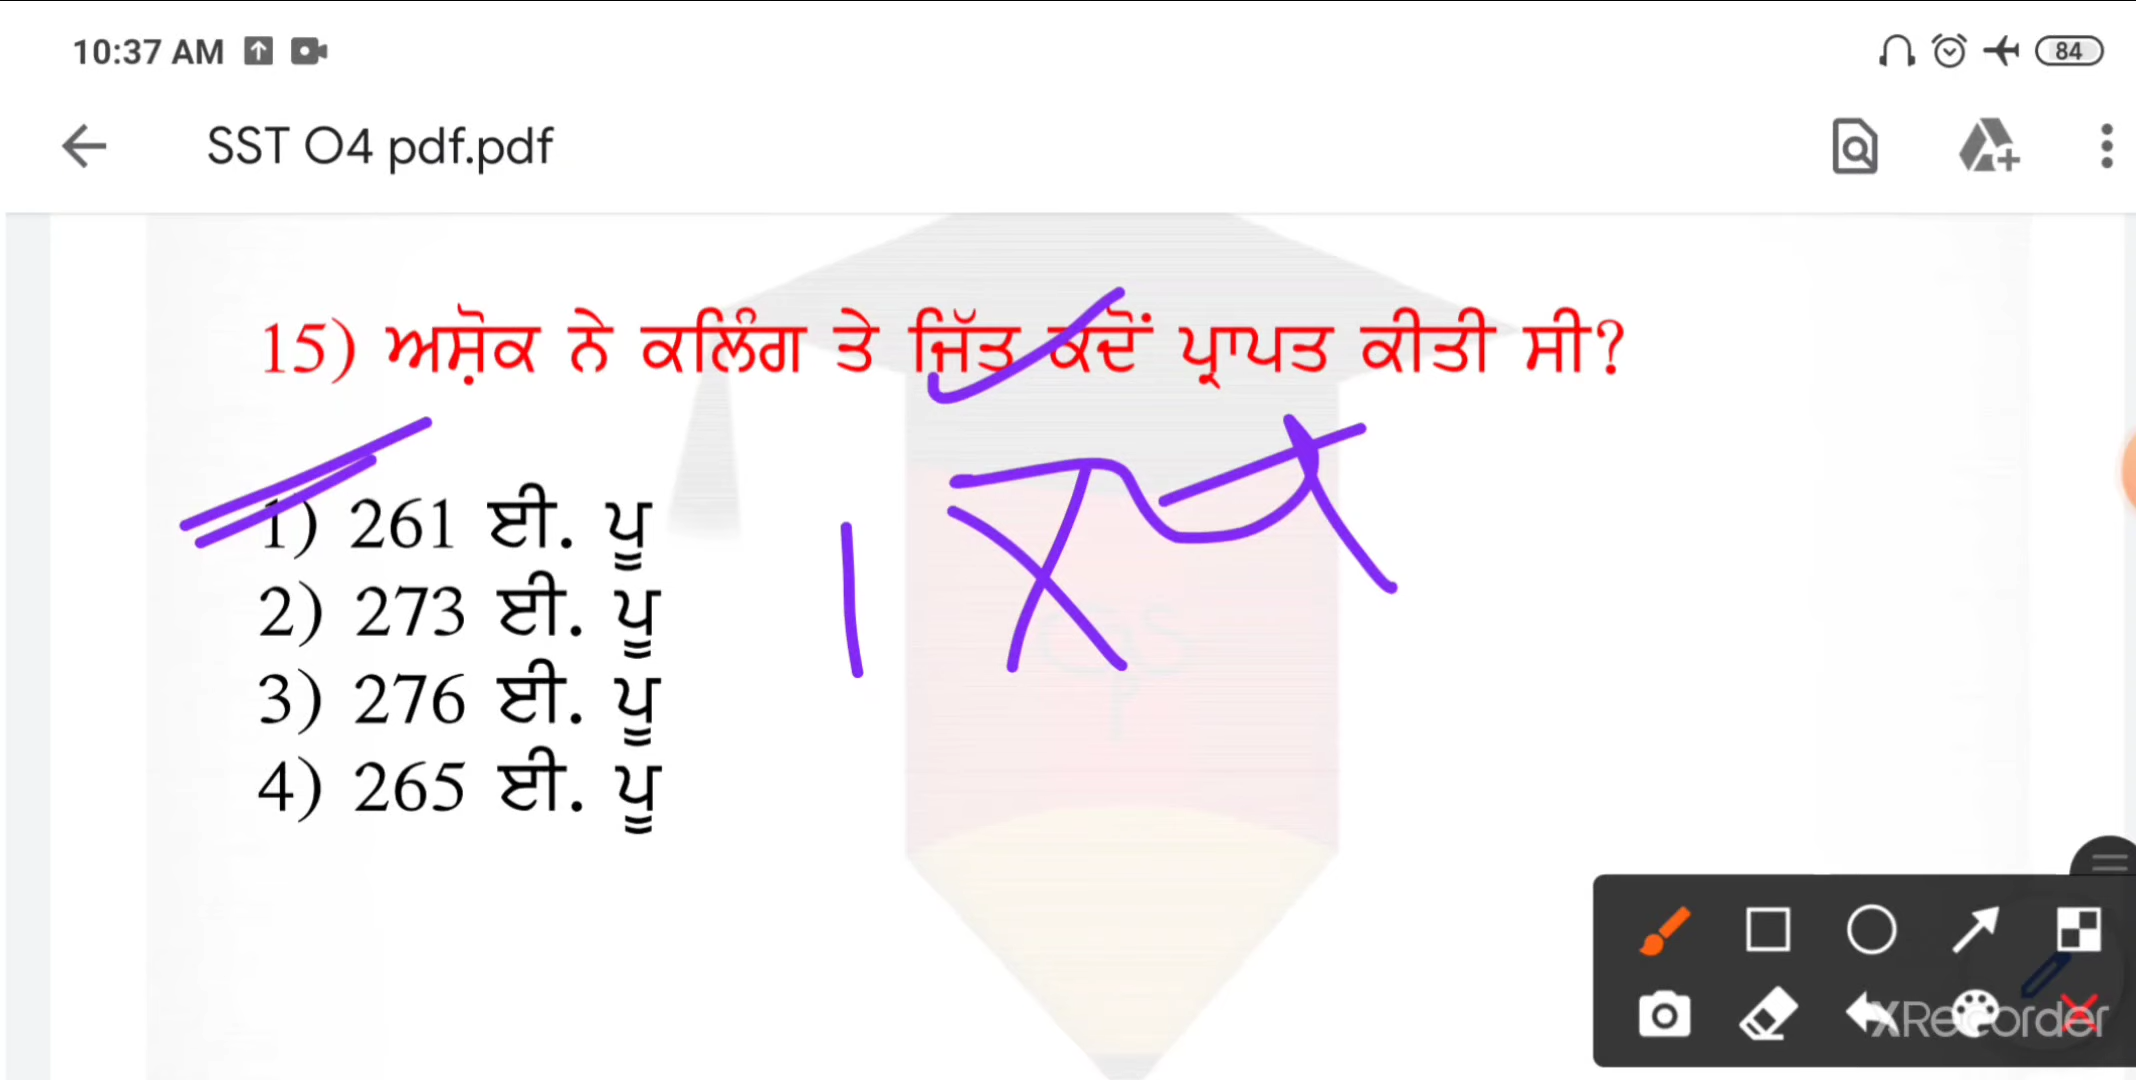 10:37 AM
84
SST O4 pdf.pdf
15) ਅਸ਼ੋਕ ਨੇ ਕਲਿੰਗ ਤੇ ਜਿੱਤ ਕਦੋਂ ਪ੍ਰਾਪਤ ਕੀਤੀ ਸੀ?
1) 261 ਈ. ਪੂ
2) 273 ਈ. ਪੂ
3) 276 ਈ. ਪੂ
4) 265 ਈ. ਪੂ
XRecorder